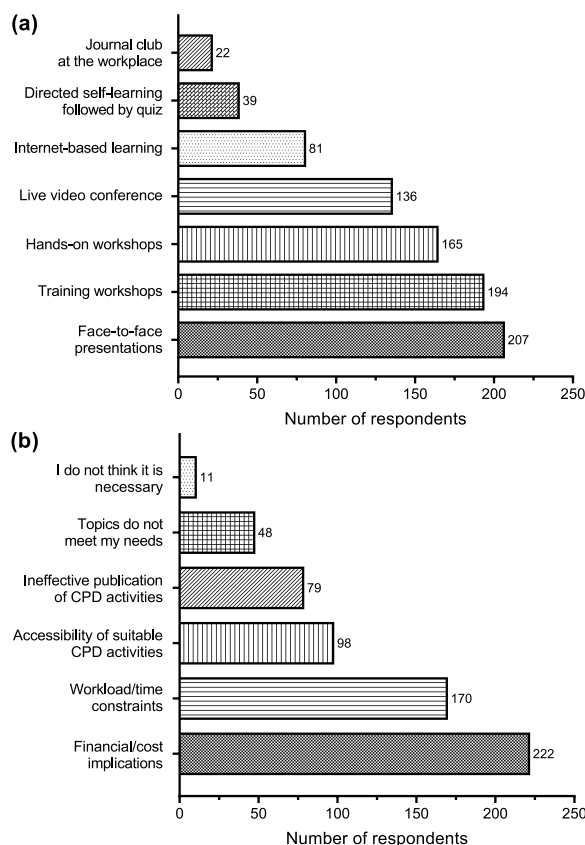 (a)
Journal club
at the workplace
22
Directed self-learning
followed by quiz
39
Internet-based learning
81
Live video conference
136
Hands-on workshops
165
Training workshops
194
Face-to-face
presentations
207
0 50 100 150 200 250
Number of respondents
(b)
I do not think it is
necessary
11
Topics do not
meet my needs
48
Ineffective publication
of CPD activities
79
Accessibility of suitable
CPD activities
98
Workload/time
constraints
170
Financial/cost
implications
222
0 50 100 150 200 250
Number of respondents